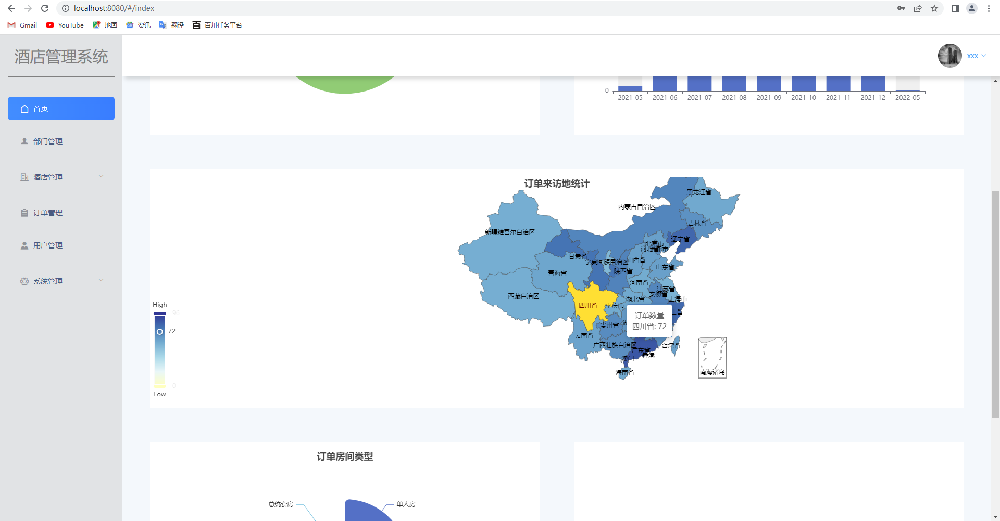 localhost:8080/#/index
Gmail
YouTube
地图
资讯
翻译
百川任务平台
酒店管理系统
xxx
首页
部门管理
酒店管理
订单管理
用户管理
系统管理
0
2021-05
2021-06
2021-07
2021-08
2021-09
2021-10
2021-11
2021-12
2022-05
订单来访地统计
黑龙江省
内蒙古自治区
吉林省
新疆维吾尔自治区
辽宁省
北京市
甘肃省
宁夏回族自治区
山西省
山东省
陕西省
青海省
河南省
江苏省
安徽省
西藏自治区
湖北省
上海市
四川省
重庆市
江省
订单数量
四川省: 72
贵州省
云南省
广西壮族自治区
台湾省
广东省
香港
澳门
海南省
南海诸岛
High
96
72
0
Low
订单房间类型
总统套房
单人房